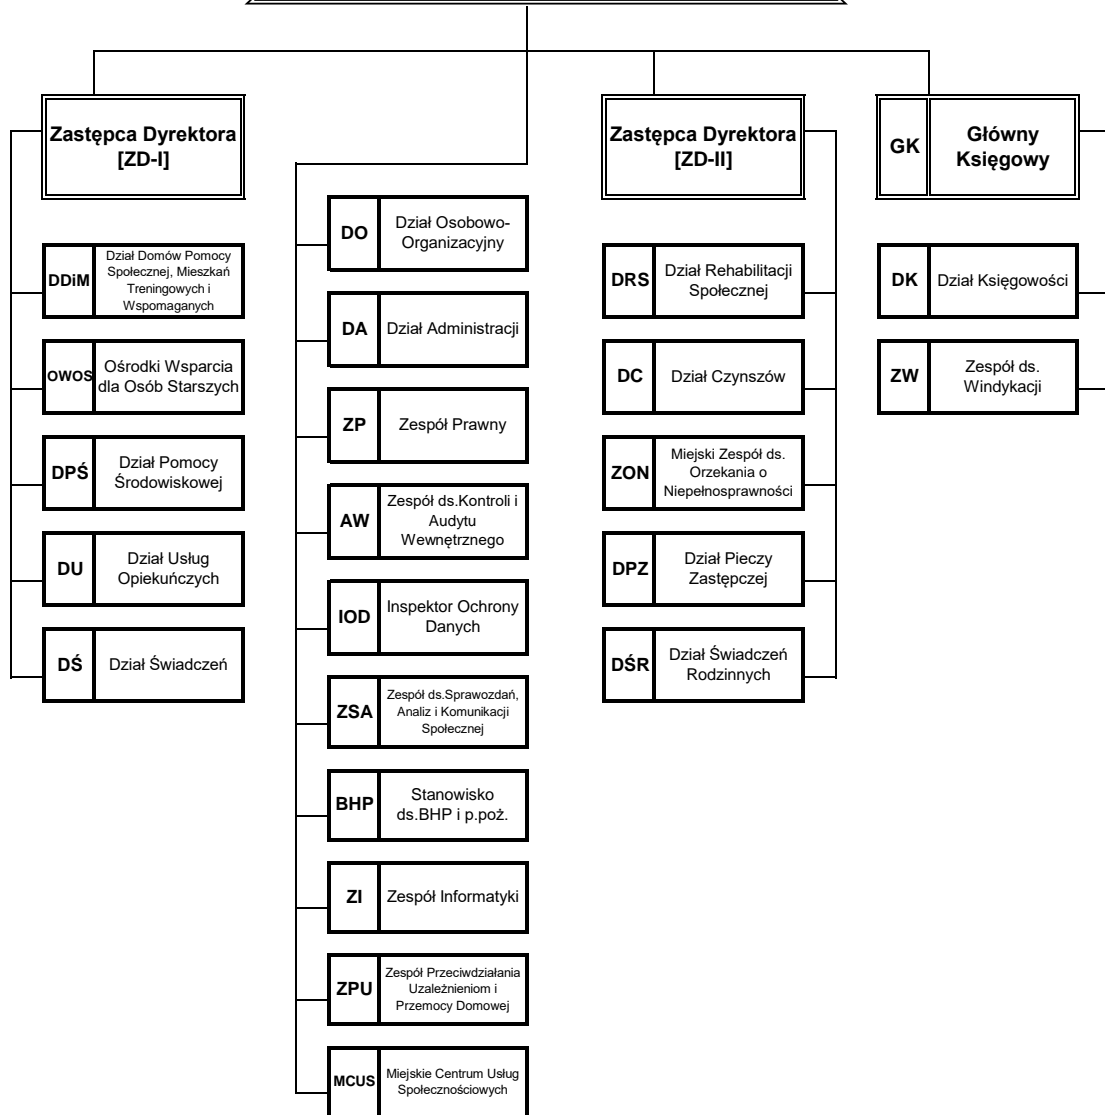 Zastępca Dyrektora
[ZD-I]
DDiM
Dział Domów Pomocy
Społecznej, Mieszkań
Treningowych i
Wspomaganych
OWOS
Ośrodki Wsparcia
dla Osób Starszych
DPŚ
Dział Pomocy
Środowiskowej
DU
Dział Usług
Opiekuńczych
DŚ
Dział Świadczeń
DO
Dział Osobowo-
Organizacyjny
DA
Dział Administracji
ZP
Zespół Prawny
AW
Zespół ds.Kontroli i
Audytu
Wewnętrznego
IOD
Inspektor Ochrony
Danych
ZSA
Zespół ds.Sprawozdań,
Analiz i Komunikacji
Społecznej
BHP
Stanowisko
ds.BHP i p.poż.
ZI
Zespół Informatyki
ZPU
Zespół Przeciwdziałania
Uzależnieniom i
Przemocy Domowej
MCUS
Miejskie Centrum Usług
Społecznościowych
Zastępca Dyrektora
[ZD-II]
DRS
Dział Rehabilitacji
Społecznej
DC
Dział Czynszów
ZON
Miejski Zespół ds.
Orzekania o
Niepełnosprawności
DPZ
Dział Pieczy
Zastępczej
DŚR
Dział Świadczeń
Rodzinnych
GK
Główny
Księgowy
DK
Dział Księgowości
ZW
Zespół ds.
Windykacji